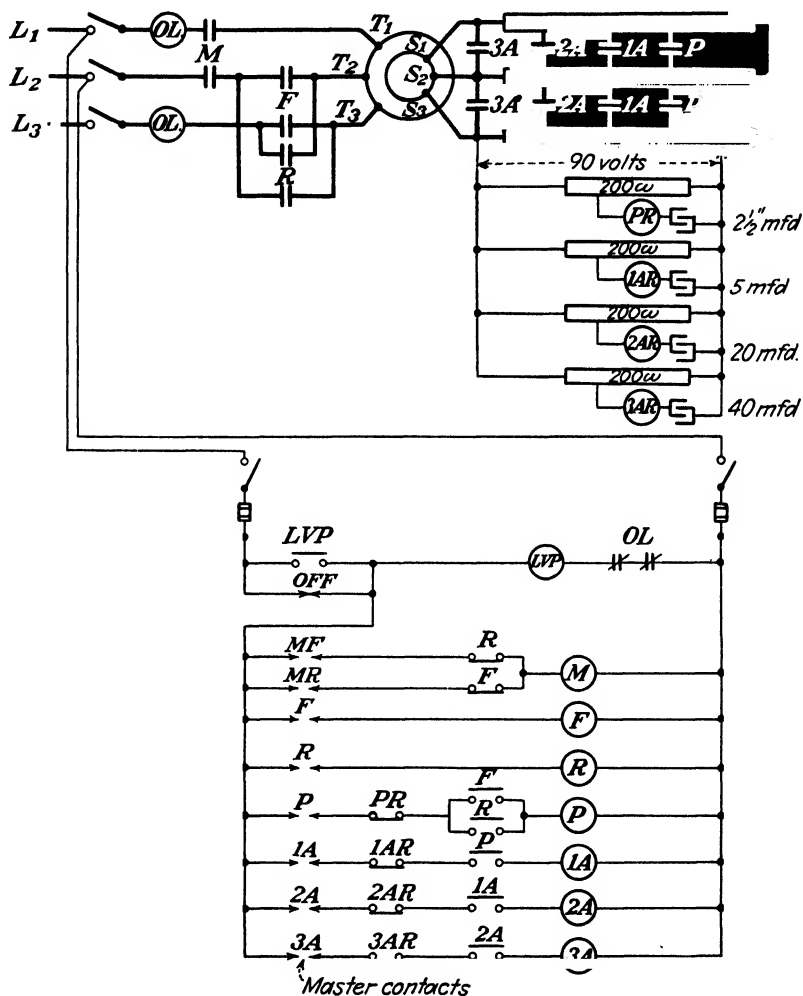 L1 OL M T1 S1 3A 2A 1A P
L2 F T2 S2
L3 OL R T3 S3 3A 2A 1A
90 volts
200ω
PR 2½" mfd
200ω
1AR 5 mfd
200ω
2AR 20 mfd.
200ω
40 mfd
LVP LVP OL
OFF
MF R
MR F M
F F
R R
P PR F R P
1A 1AR P 1A
2A 2AR 1A 2A
3A 3AR 2A 3A
Master contacts